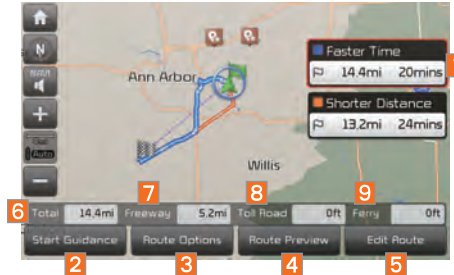 N
NAVI
Auto
Ann Arbor
Willis
Faster Time
14.4mi 20mins
Shorter Distance
13.2mi 24mins
7 8 9
6 Total 14.4mi Freeway 5.2mi Toll Road 0ft Ferry 0ft
Start Guidance Route Options Route Preview Edit Route
2 3 4 5